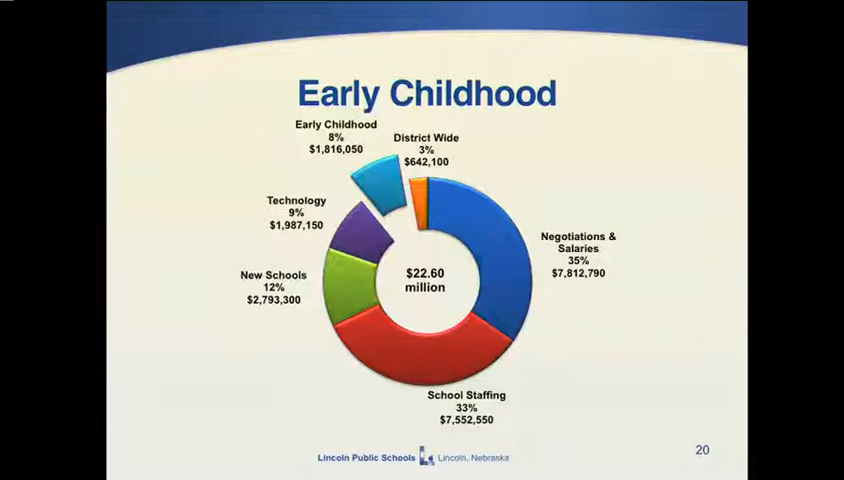 Early Childhood
Early Childhood
8%
$1,816,050
District Wide
3%
$642,100
Technology
9%
$1,987,150
Negotiations &
Salaries
35%
$7,812,790
New Schools
12%
$2,793,300
$22.60
million
School Staffing
33%
$7,552,550
Lincoln Public Schools Lincoln, Nebraska
20